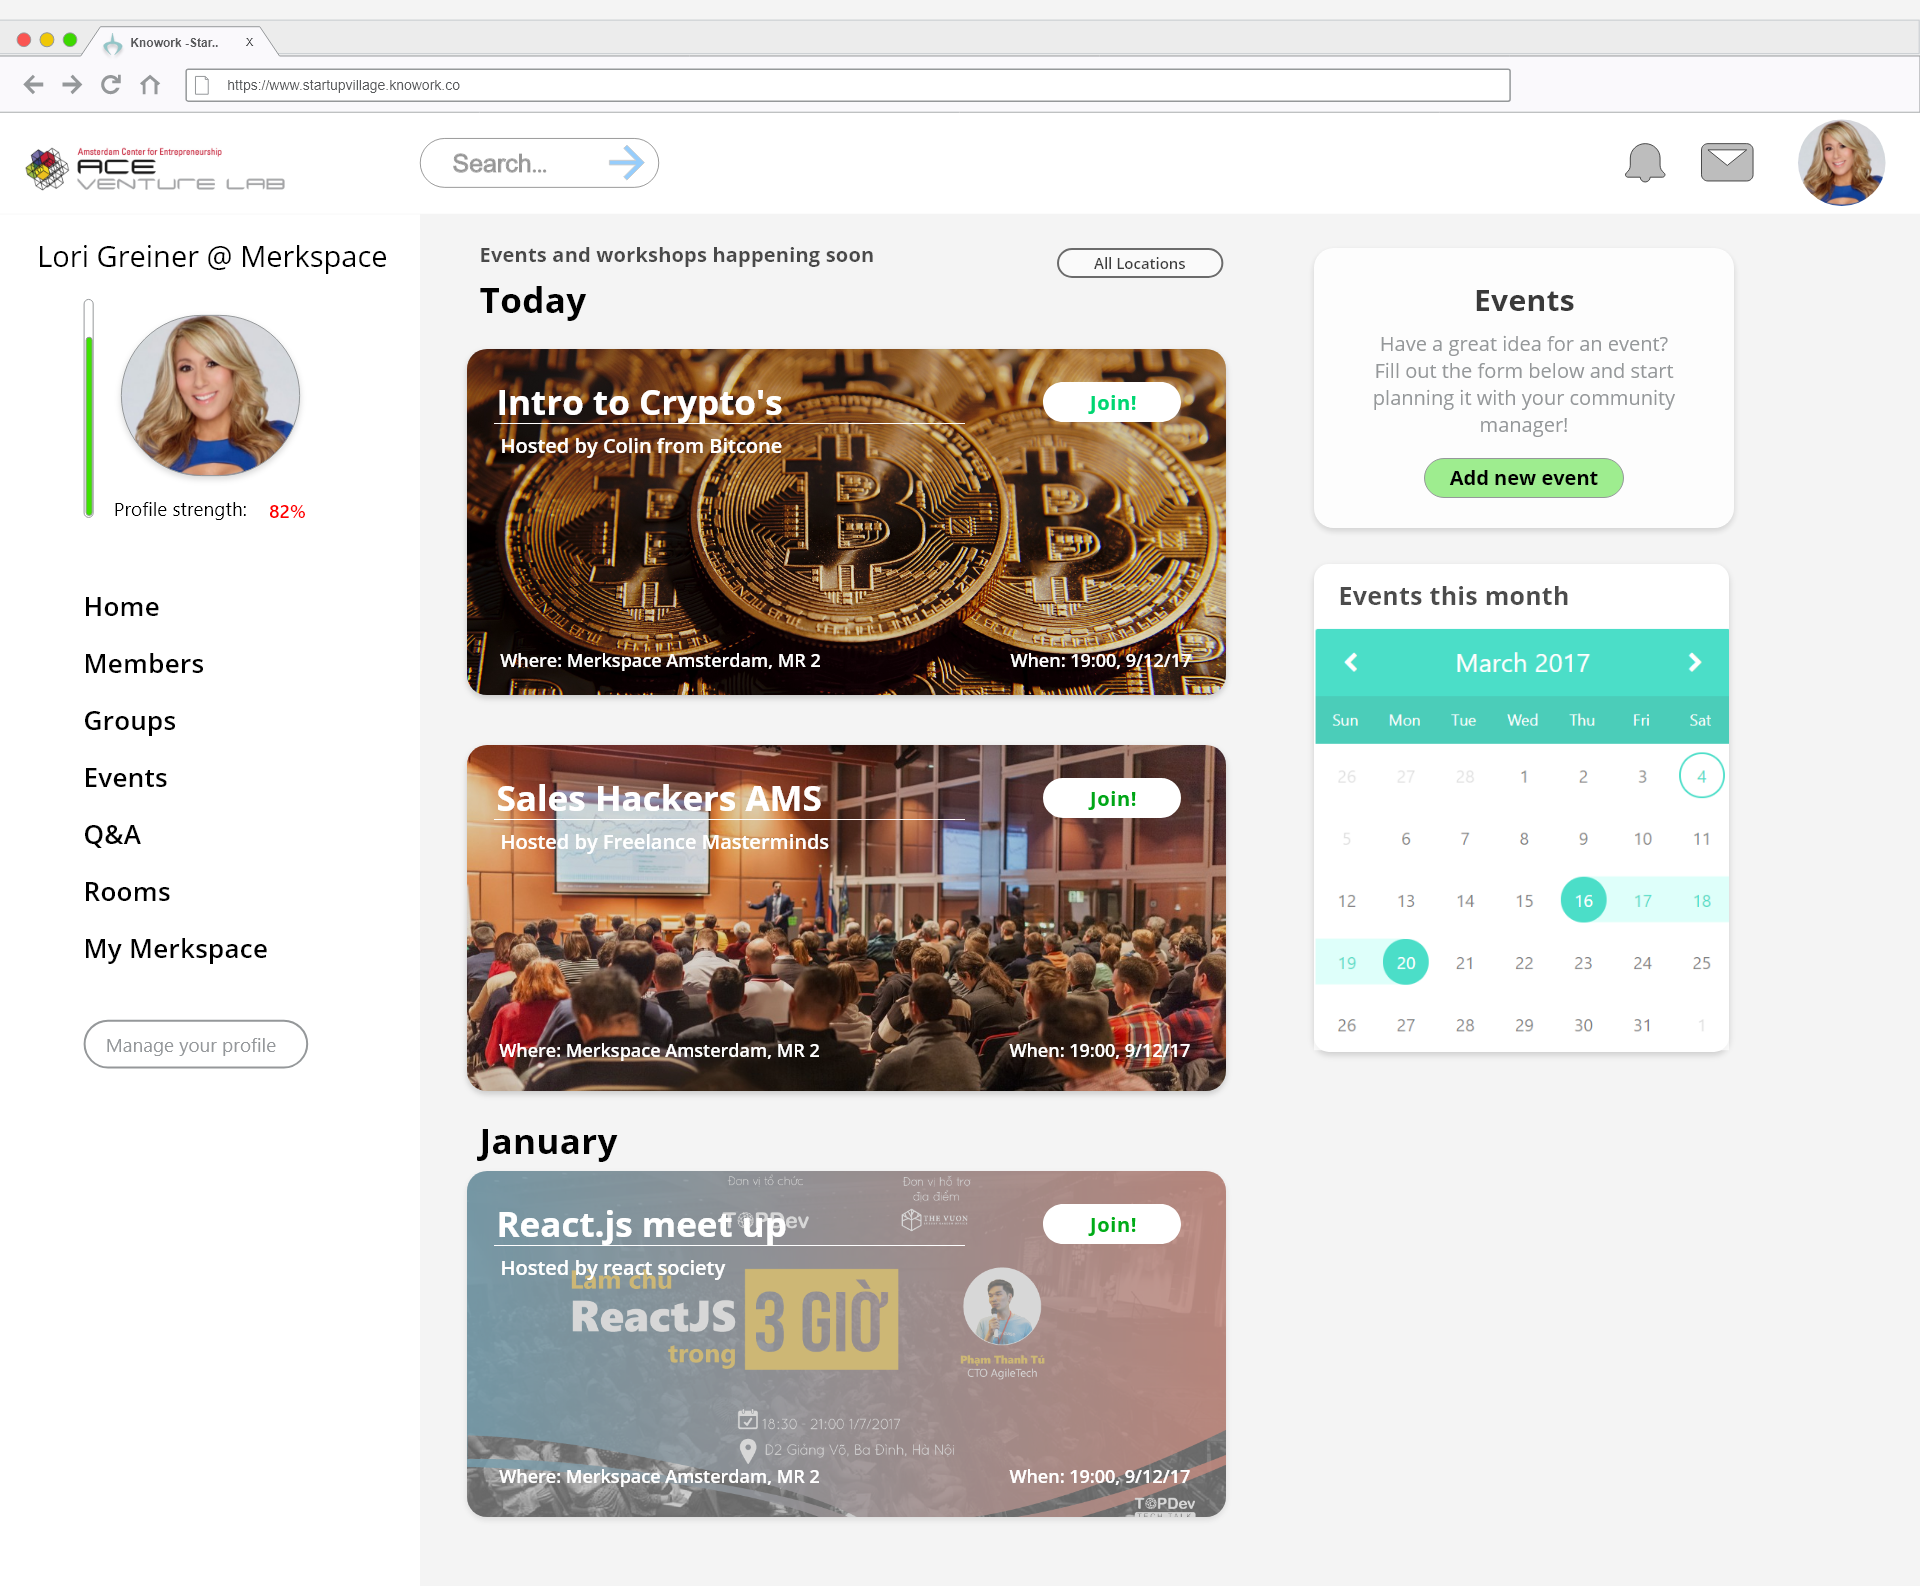 Knowork -Star..
X
https://www.startupvillage.knowork.co
Amsterdam Center for Entrepreneurship
ACE
VENTURE LAB
Search...
Lori Greiner @ Merkspace
Profile strength: 82%
Home
Members
Groups
Events
Q&A
Rooms
My Merkspace
Manage your profile
Events and workshops happening soon
All Locations
Today
Intro to Crypto's
Join!
Hosted by Colin from Bitcone
Where: Merkspace Amsterdam, MR 2
When: 19:00, 9/12/17
Sales Hackers AMS
Join!
Hosted by Freelance Masterminds
Where: Merkspace Amsterdam, MR 2
When: 19:00, 9/12/17
January
Đơn vị tổ chức
Đơn vị hỗ trợ
địa điểm
TOPDev
THE VUON
React.js meet up
Join!
Hosted by react society
Làm chủ
ReactJS
trong
3 GIỜ
Phạm Thanh Tú
CTO AgileTech
18:30 - 21:00 1/7/2017
D2 Giảng Võ, Ba Đình, Hà Nội
Where: Merkspace Amsterdam, MR 2
When: 19:00, 9/12/17
TOPDev
TECH TALK
Events
Have a great idea for an event?
Fill out the form below and start
planning it with your community
manager!
Add new event
Events this month
March 2017
Sun Mon Tue Wed Thu Fri Sat
26 27 28 1 2 3 4
5 6 7 8 9 10 11
12 13 14 15 16 17 18
19 20 21 22 23 24 25
26 27 28 29 30 31 1